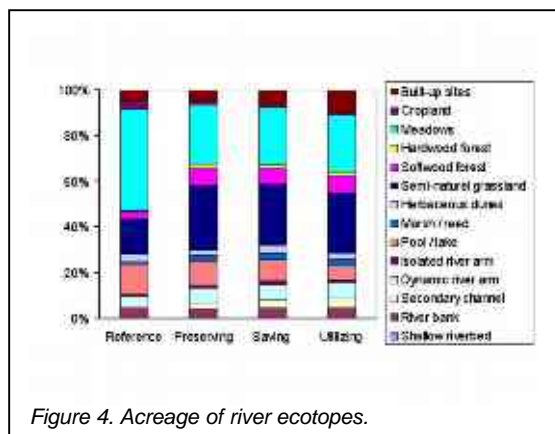 100%
80%
60%
40%
20%
0%
Reference Preserving Saving Utilizing
Built-up sites
Cropland
Meadows
Hardwood forest
Softwood forest
Semi-natural grassland
Herbaceous dunes
Marsh / reed
Pool / lake
Isolated river arm
Dynamic river arm
Secondary channel
River bank
Shallow riverbed
Figure 4. Acreage of river ecotopes.